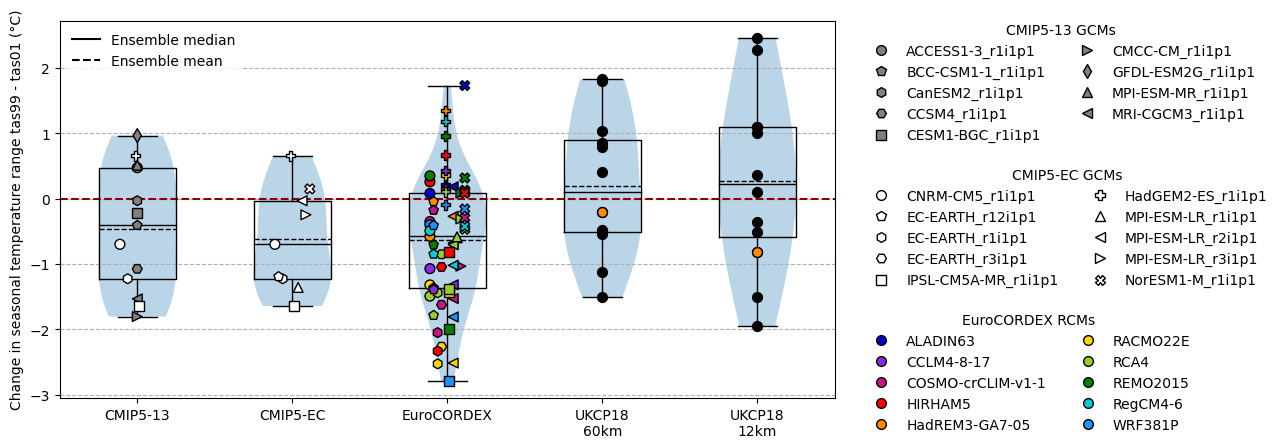 Change in seasonal temperature range tas99 - tas01 (°C)
Ensemble median
Ensemble mean
2
1
0
−1
−2
−3
CMIP5-13
CMIP5-EC
EuroCORDEX
UKCP18
60km
UKCP18
12km
CMIP5-13 GCMs
ACCESS1-3_r1i1p1
BCC-CSM1-1_r1i1p1
CanESM2_r1i1p1
CCSM4_r1i1p1
CESM1-BGC_r1i1p1
CMCC-CM_r1i1p1
GFDL-ESM2G_r1i1p1
MPI-ESM-MR_r1i1p1
MRI-CGCM3_r1i1p1
CMIP5-EC GCMs
CNRM-CM5_r1i1p1
EC-EARTH_r12i1p1
EC-EARTH_r1i1p1
EC-EARTH_r3i1p1
IPSL-CM5A-MR_r1i1p1
HadGEM2-ES_r1i1p1
MPI-ESM-LR_r1i1p1
MPI-ESM-LR_r2i1p1
MPI-ESM-LR_r3i1p1
NorESM1-M_r1i1p1
EuroCORDEX RCMs
ALADIN63
CCLM4-8-17
COSMO-crCLIM-v1-1
HIRHAM5
HadREM3-GA7-05
RACMO22E
RCA4
REMO2015
RegCM4-6
WRF381P